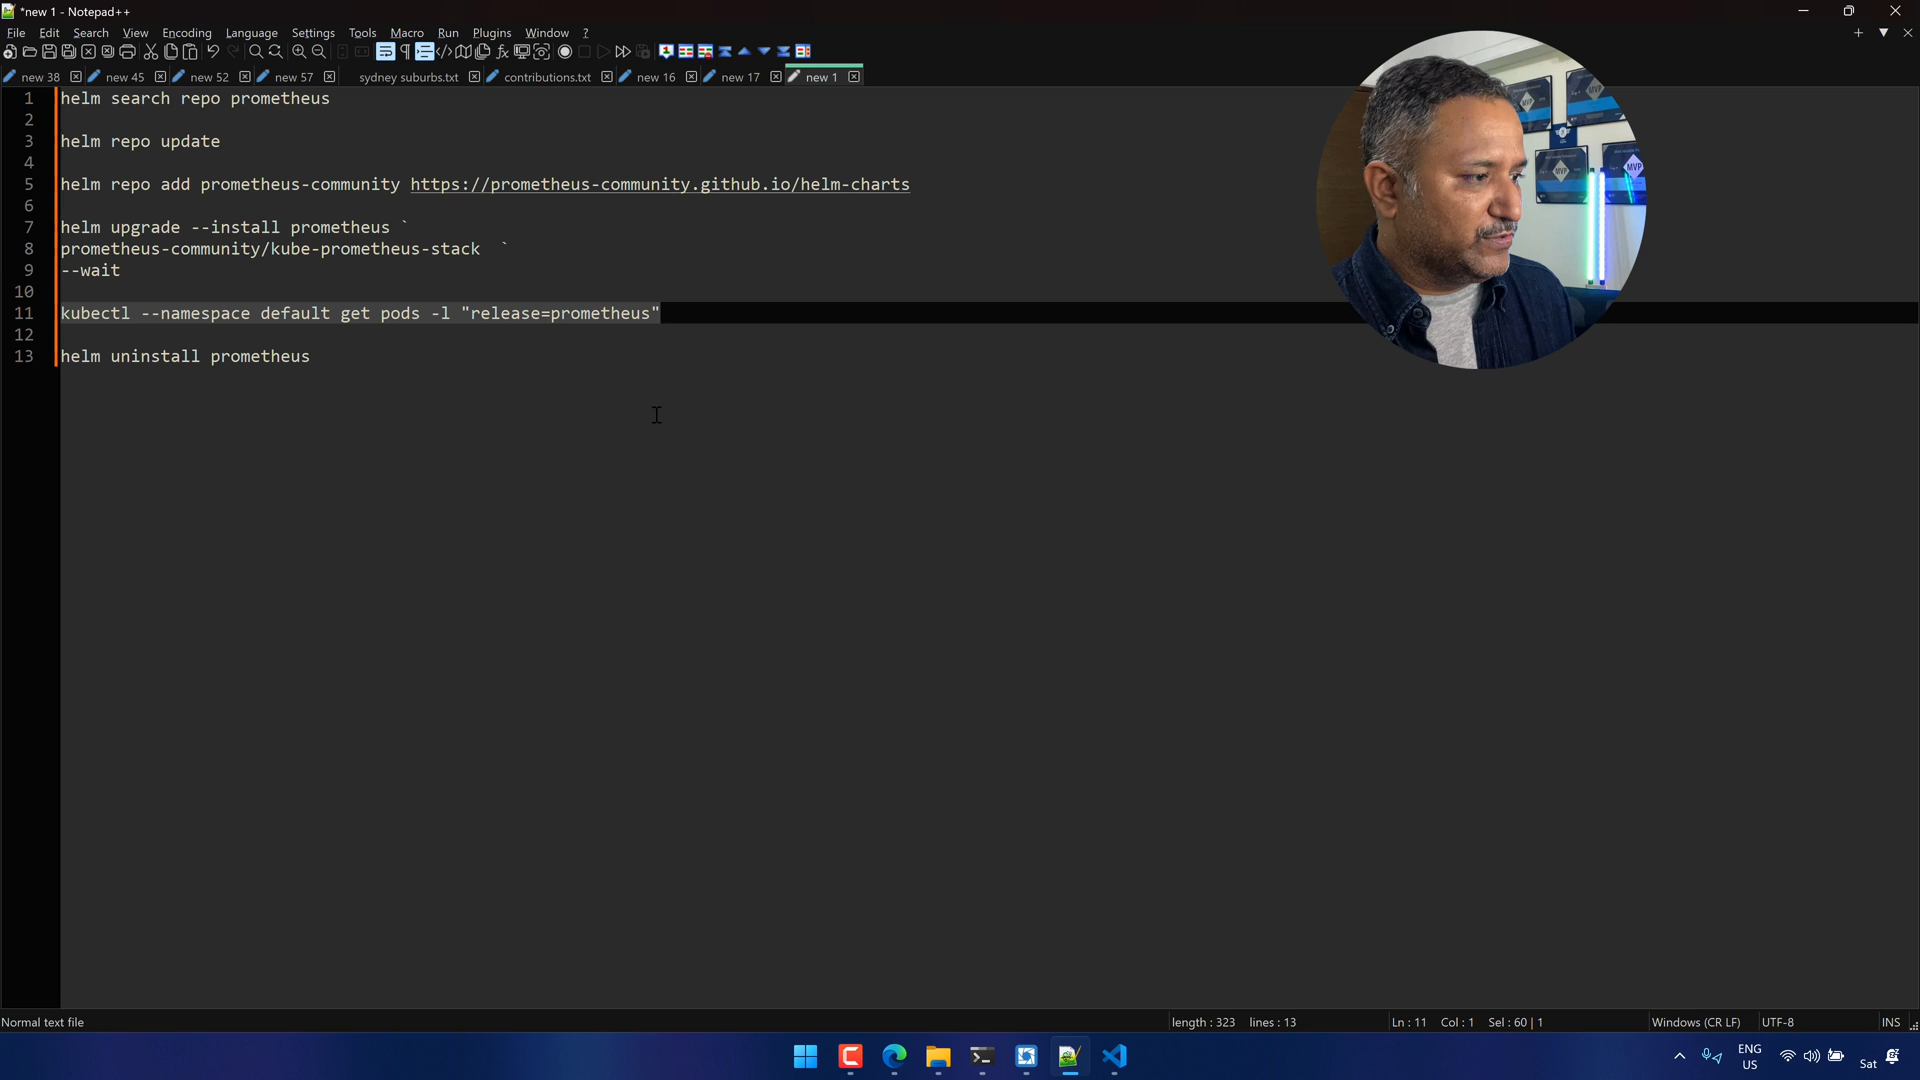 *new 1 - Notepad++
File Edit Search View Encoding Language Settings Tools Macro Run Plugins Window ?
new 38 new 45 new 52 new 57 sydney suburbs.txt contributions.txt new 16 new 17 new 1
1 helm search repo prometheus
2
3 helm repo update
4
5 helm repo add prometheus-community https://prometheus-community.github.io/helm-charts
6
7 helm upgrade --install prometheus `
8 prometheus-community/kube-prometheus-stack  `
9 --wait
10
11 kubectl --namespace default get pods -l "release=prometheus"
12
13 helm uninstall prometheus
MVP
MVP
MVP
MVP
Normal text file length : 323 lines : 13 Ln : 11 Col : 1 Sel : 60 | 1 Windows (CR LF) UTF-8 INS
ENG
US
Sat